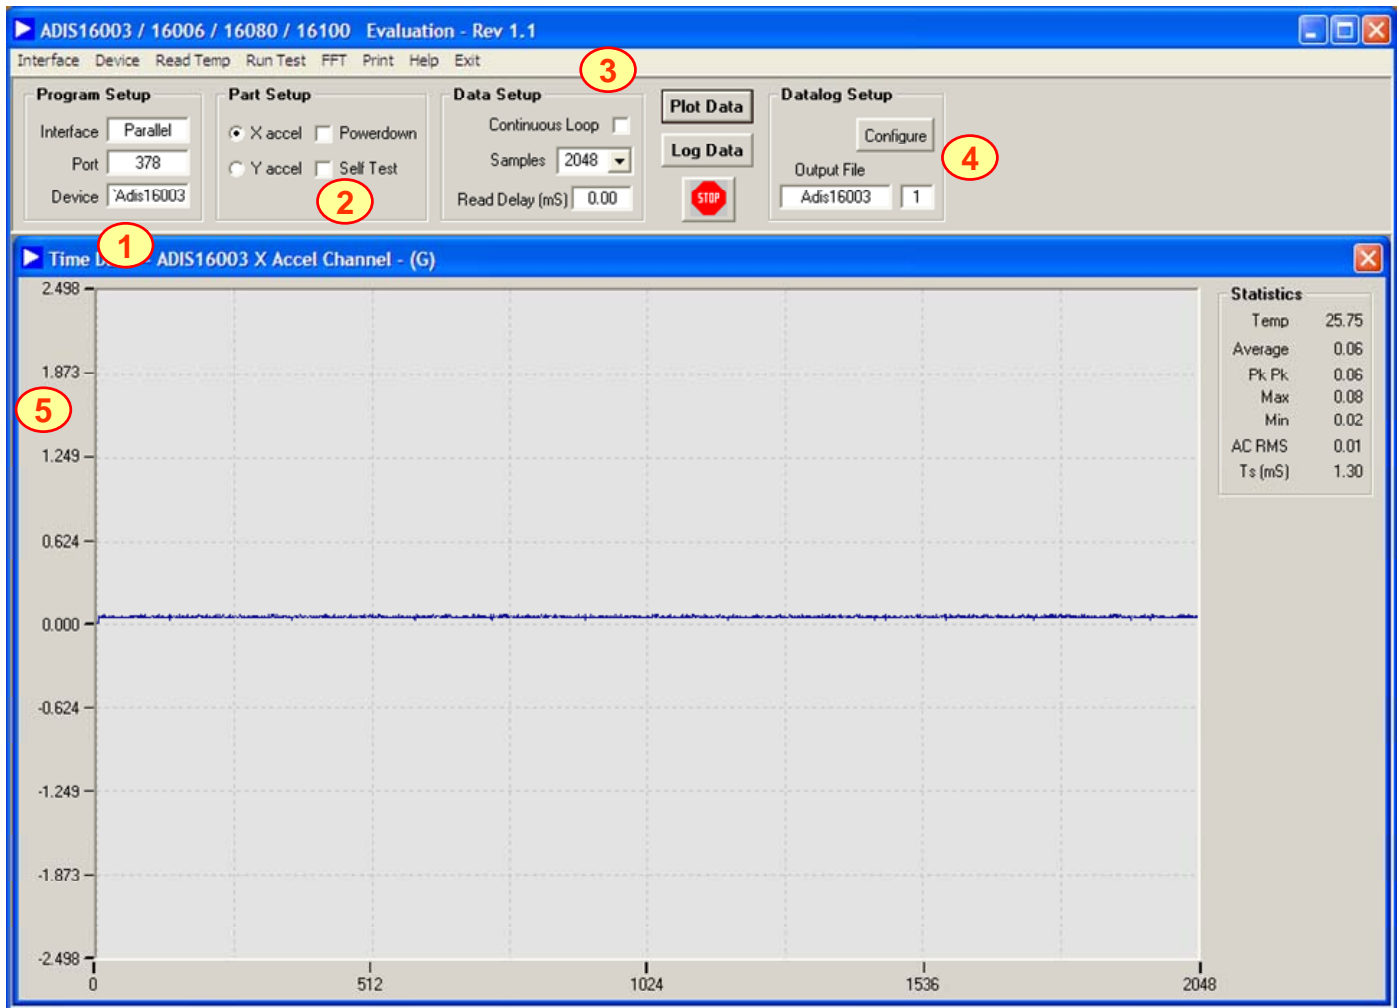 ADIS16003 / 16006 / 16080 / 16100 Evaluation - Rev 1.1
Interface Device Read Temp Run Test FFT Print Help Exit
3
Program Setup
Interface Parallel
Port 378
Device `Adis16003
1
Part Setup
X accel Powerdown
Y accel Self Test
2
Data Setup
Continuous Loop
Samples 2048
Read Delay (mS) 0.00
Plot Data
Log Data
STOP
Datalog Setup
Configure
4
Output File
Adis16003 1
Time - ADIS16003 X Accel Channel - (G)
2.498
1.873
5
1.249
0.624
0.000
-0.624
-1.249
-1.873
-2.498
0 512 1024 1536 2048
Statistics
Temp 25.75
Average 0.06
Pk Pk 0.06
Max 0.08
Min 0.02
AC RMS 0.01
Ts (mS) 1.30